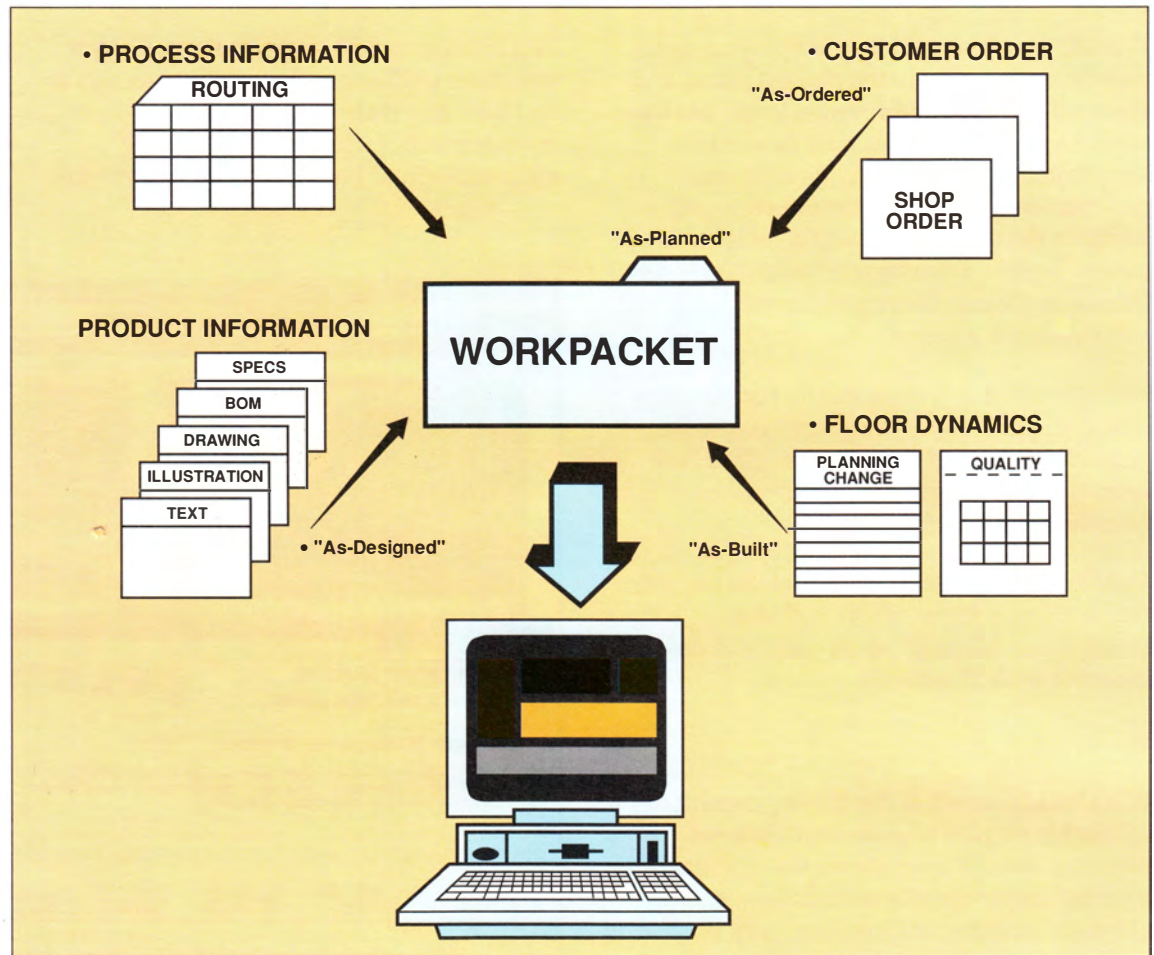 • PROCESS INFORMATION
ROUTING
• CUSTOMER ORDER
"As-Ordered"
SHOP
ORDER
"As-Planned"
WORKPACKET
PRODUCT INFORMATION
SPECS
BOM
DRAWING
ILLUSTRATION
TEXT
• "As-Designed"
• FLOOR DYNAMICS
PLANNING
CHANGE
QUALITY
"As-Built"